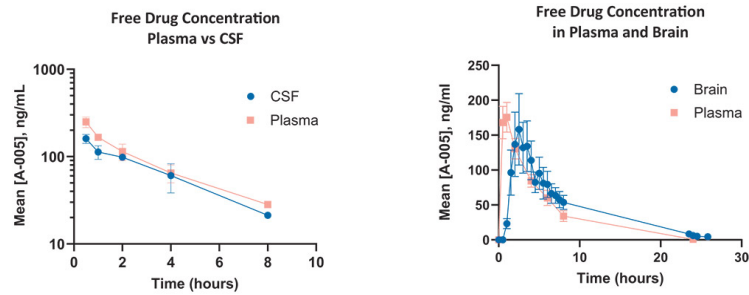 Free Drug Concentration
Plasma vs CSF
Mean [A-005], ng/mL
1000
100
10
0
2
4
6
8
10
Time (hours)
CSF
Plasma
Free Drug Concentration
in Plasma and Brain
Mean [A-005], ng/ml
250
200
150
100
50
0
0
10
20
30
Time (hours)
Brain
Plasma